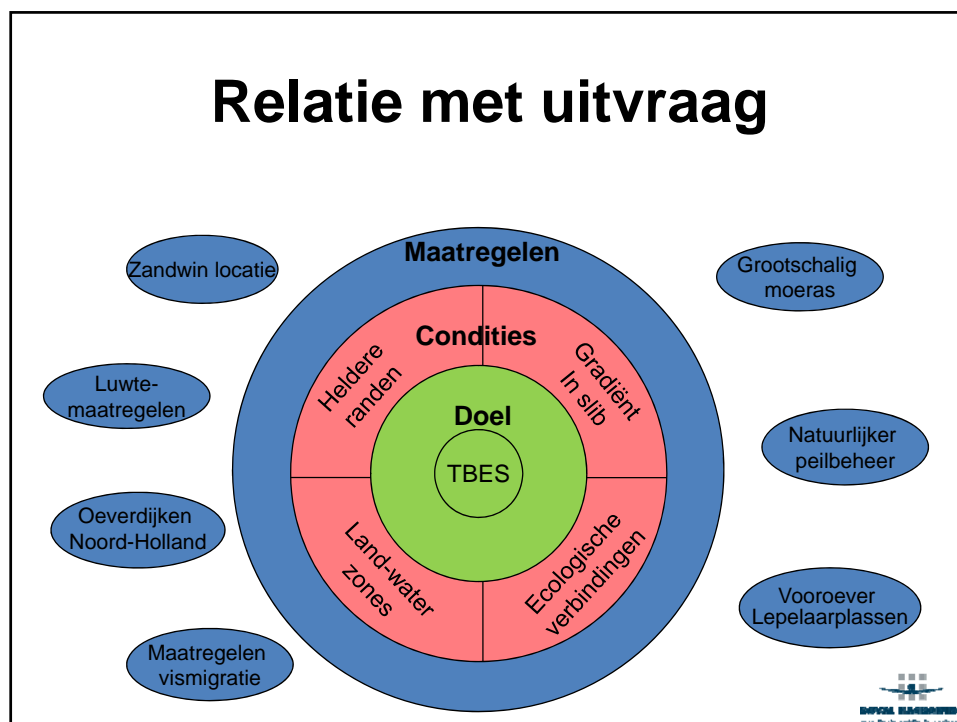 Relatie met uitvraag
Maatregelen
Condities
Doel
TBES
Heldere
randen
Gradiënt
In slib
Land-water
zones
Ecologische
verbindingen
Zandwin locatie
Luwte-
maatregelen
Oeverdijken
Noord-Holland
Maatregelen
vismigratie
Grootschalig
moeras
Natuurlijker
peilbeheer
Vooroever
Lepelaarplassen